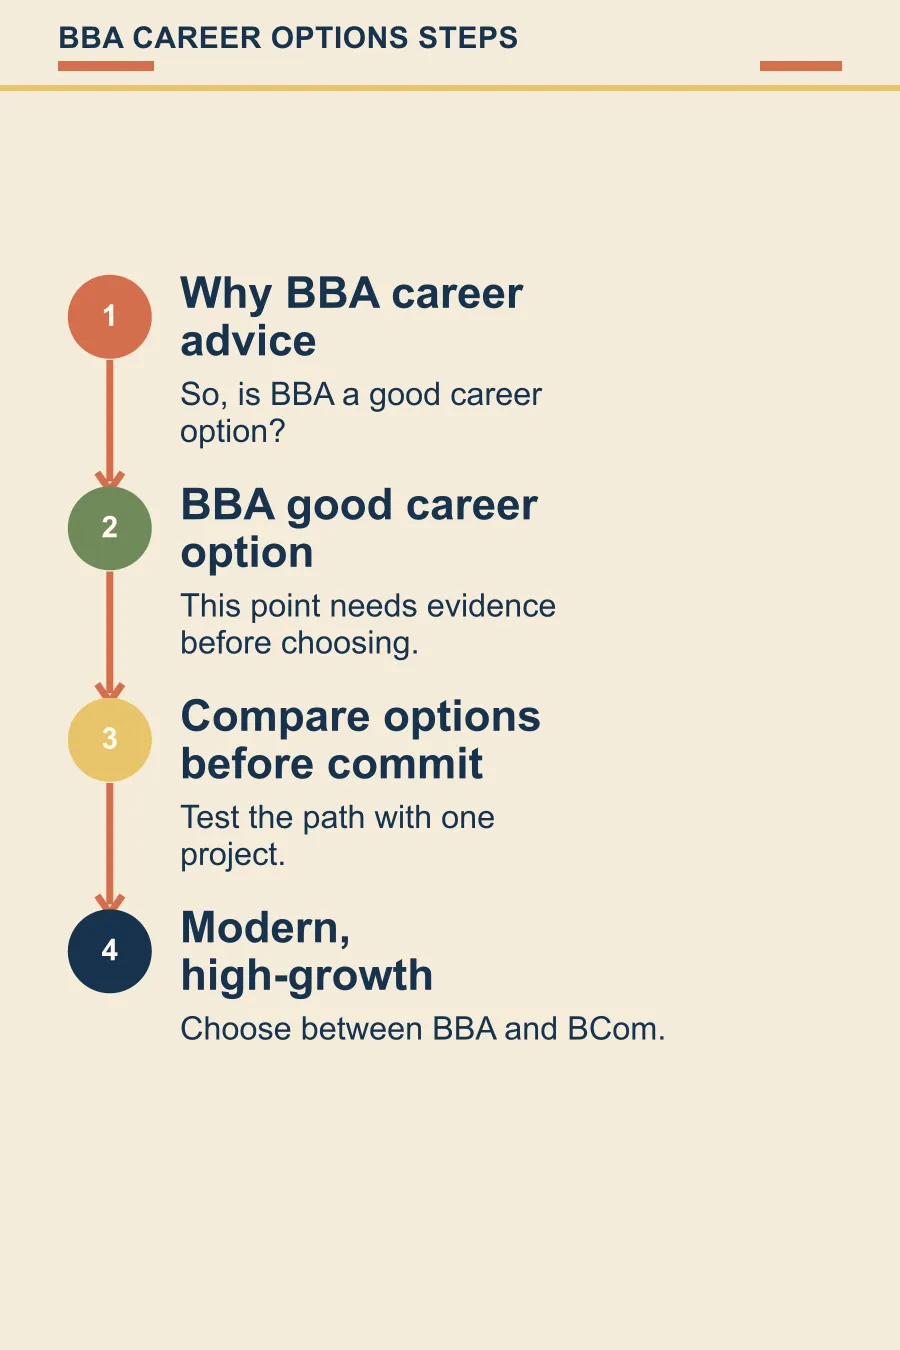 BBA CAREER OPTIONS STEPS
1
Why BBA career
advice
So, is BBA a good career
option?
2
BBA good career
option
This point needs evidence
before choosing.
3
Compare options
before commit
Test the path with one
project.
4
Modern,
high-growth
Choose between BBA and BCom.